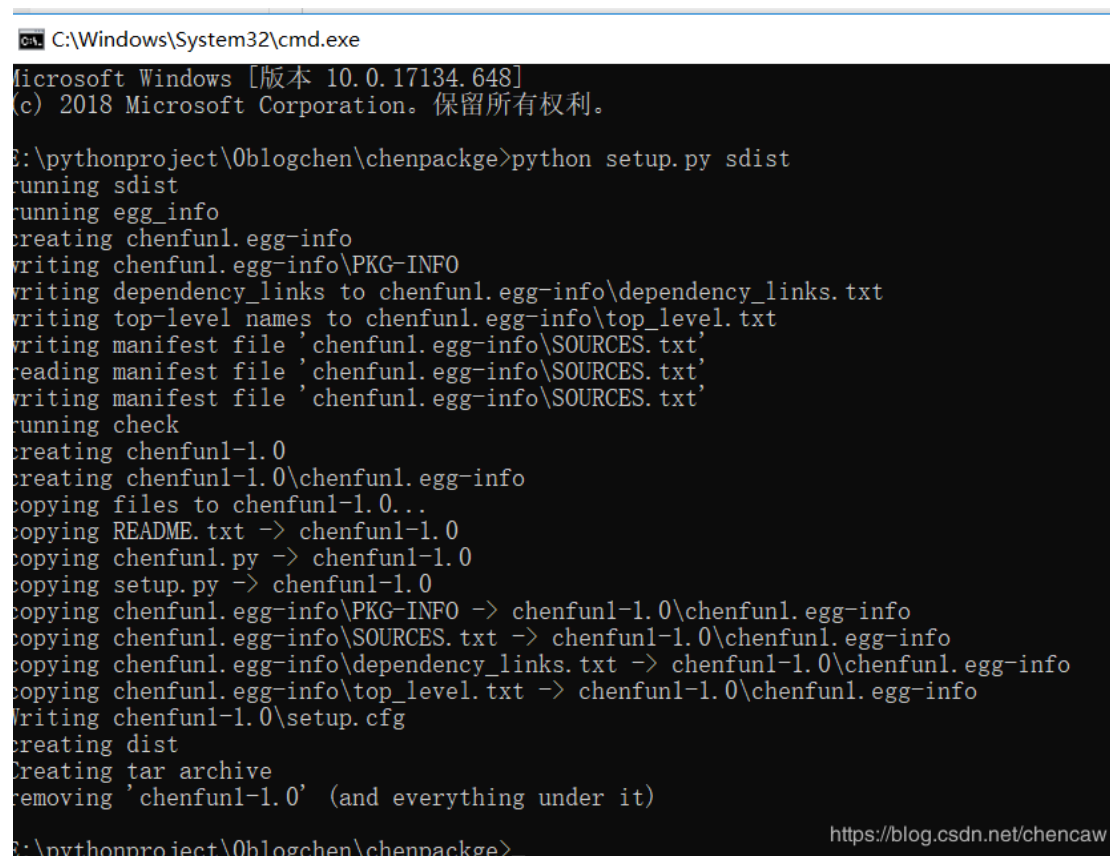 C:\Windows\System32\cmd.exe
Microsoft Windows [版本 10.0.17134.648]
(c) 2018 Microsoft Corporation。保留所有权利。
E:\pythonproject\0blogchen\chenpackge>python setup.py sdist
running sdist
running egg_info
creating chenfun1.egg-info
writing chenfun1.egg-info\PKG-INFO
writing dependency_links to chenfun1.egg-info\dependency_links.txt
writing top-level names to chenfun1.egg-info\top_level.txt
writing manifest file 'chenfun1.egg-info\SOURCES.txt'
reading manifest file 'chenfun1.egg-info\SOURCES.txt'
writing manifest file 'chenfun1.egg-info\SOURCES.txt'
running check
creating chenfun1-1.0
creating chenfun1-1.0\chenfun1.egg-info
copying files to chenfun1-1.0...
copying README.txt -> chenfun1-1.0
copying chenfun1.py -> chenfun1-1.0
copying setup.py -> chenfun1-1.0
copying chenfun1.egg-info\PKG-INFO -> chenfun1-1.0\chenfun1.egg-info
copying chenfun1.egg-info\SOURCES.txt -> chenfun1-1.0\chenfun1.egg-info
copying chenfun1.egg-info\dependency_links.txt -> chenfun1-1.0\chenfun1.egg-info
copying chenfun1.egg-info\top_level.txt -> chenfun1-1.0\chenfun1.egg-info
Writing chenfun1-1.0\setup.cfg
creating dist
Creating tar archive
removing 'chenfun1-1.0' (and everything under it)
https://blog.csdn.net/chencaw
E:\pythonproject\0blogchen\chenpackge>_